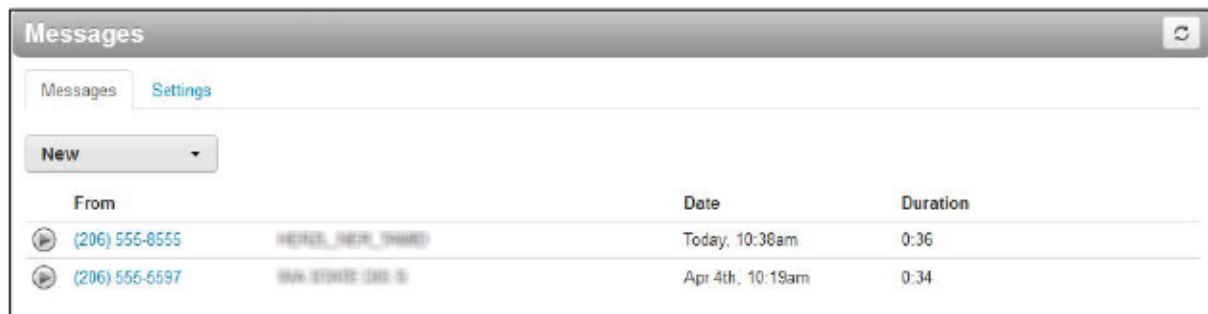 Messages
Messages Settings
New
From Date Duration
(206) 555-8555 Today, 10:38am 0:36
(206) 555-5597 Apr 4th, 10:19am 0:34